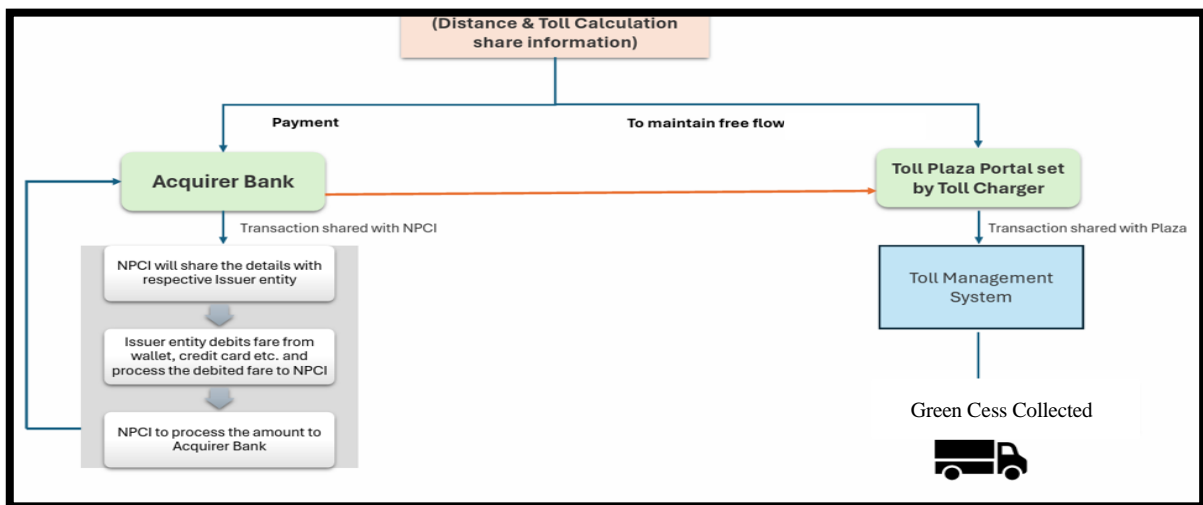 (Distance & Toll Calculation
share information)
Payment
To maintain free flow
Acquirer Bank
Toll Plaza Portal set
by Toll Charger
Transaction shared with NPCI
Transaction shared with Plaza
NPCI will share the details with
respective Issuer entity
Toll Management
System
Issuer entity debits fare from
wallet, credit card etc. and
process the debited fare to NPCI
NPCI to process the amount to
Acquirer Bank
Green Cess Collected